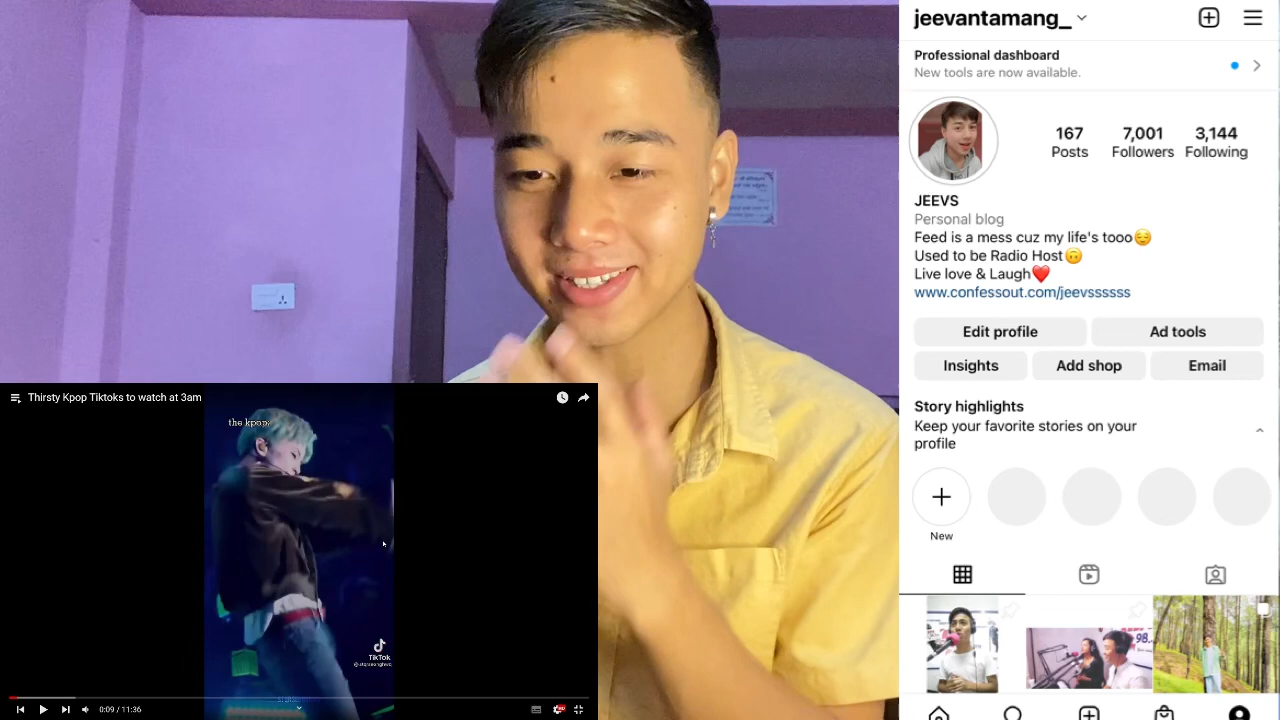 Thirsty Kpop Tiktoks to watch at 3am
the kpop:
TikTok
0:09 / 11:36
jeevantamang_
Professional dashboard
New tools are now available.
167
Posts
7,001
Followers
3,144
Following
JEEVS
Personal blog
Feed is a mess cuz my life's tooo😌
Used to be Radio Host🙃
Live love & Laugh❤️
www.confessout.com/jeevssssss
Edit profile
Ad tools
Insights
Add shop
Email
Story highlights
Keep your favorite stories on your
profile
New
98.